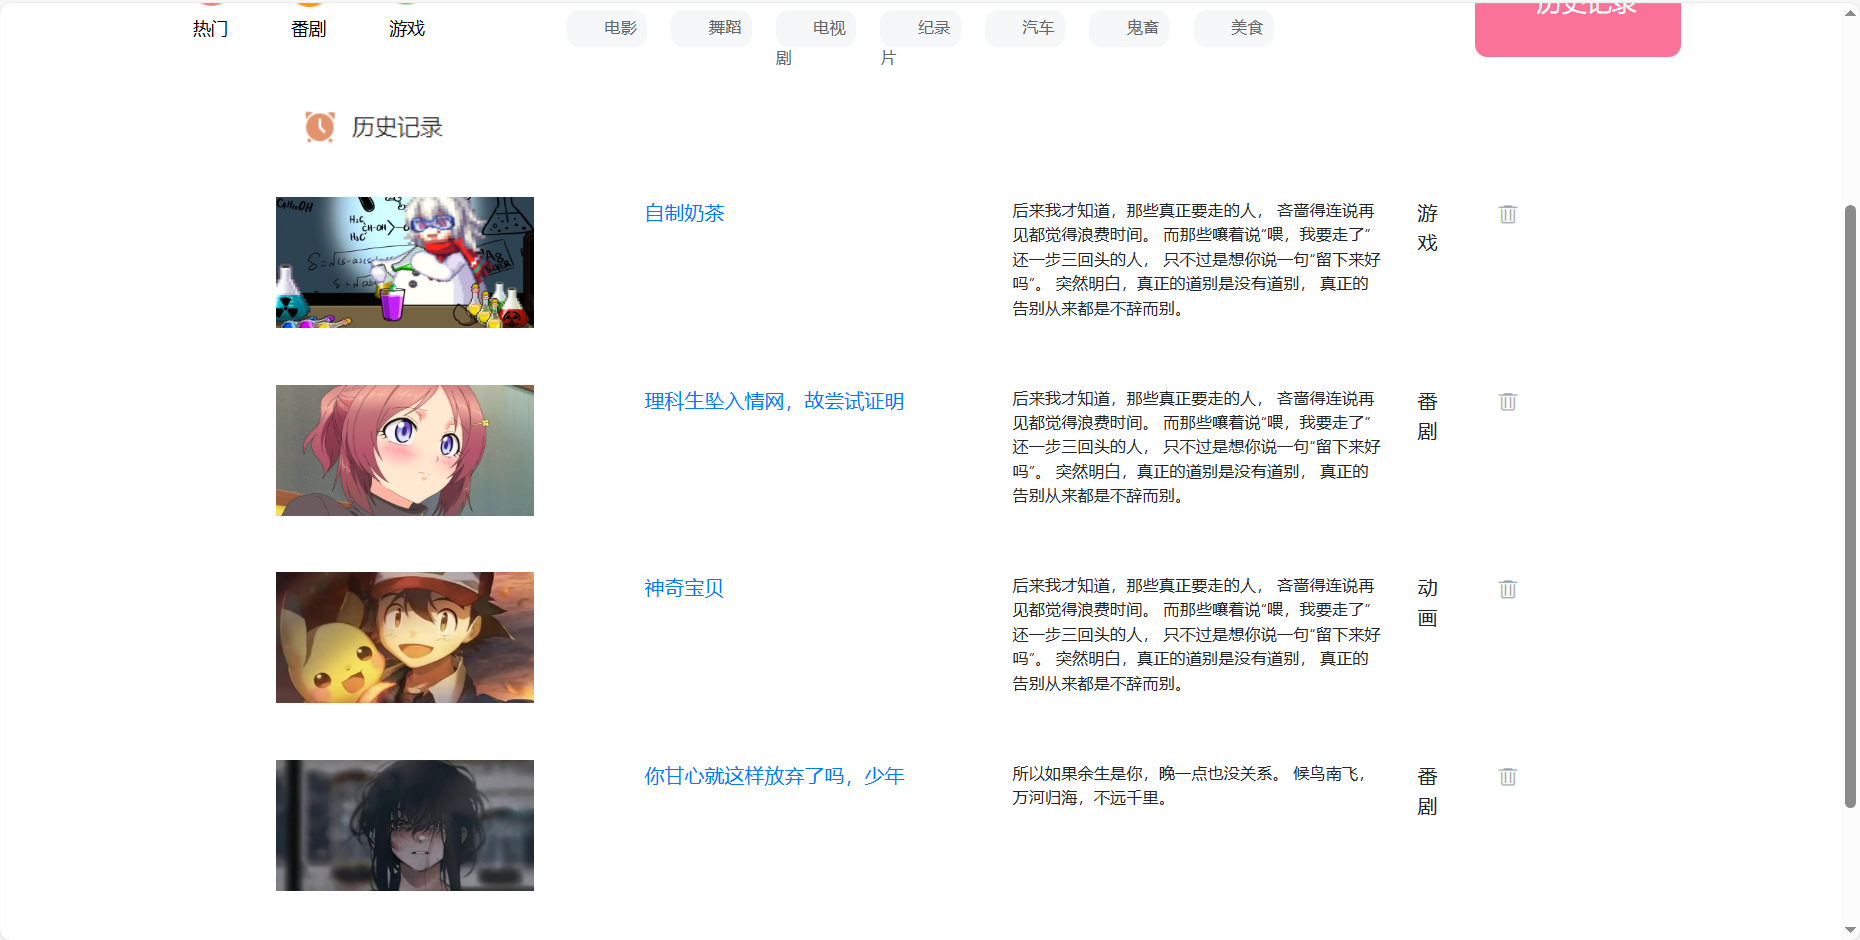 热门
番剧
游戏
电影
舞蹈
电视
剧
纪录
片
汽车
鬼畜
美食
历史记录
历史记录
自制奶茶
后来我才知道，那些真正要走的人， 吝啬得连说再
见都觉得浪费时间。 而那些嚷着说“喂，我要走了”
还一步三回头的人， 只不过是想你说一句“留下来好
吗”。 突然明白，真正的道别是没有道别， 真正的
告别从来都是不辞而别。
游
戏
理科生坠入情网，故尝试证明
后来我才知道，那些真正要走的人， 吝啬得连说再
见都觉得浪费时间。 而那些嚷着说“喂，我要走了”
还一步三回头的人， 只不过是想你说一句“留下来好
吗”。 突然明白，真正的道别是没有道别， 真正的
告别从来都是不辞而别。
番
剧
神奇宝贝
后来我才知道，那些真正要走的人， 吝啬得连说再
见都觉得浪费时间。 而那些嚷着说“喂，我要走了”
还一步三回头的人， 只不过是想你说一句“留下来好
吗”。 突然明白，真正的道别是没有道别， 真正的
告别从来都是不辞而别。
动
画
你甘心就这样放弃了吗，少年
所以如果余生是你，晚一点也没关系。 候鸟南飞，
万河归海，不远千里。
番
剧